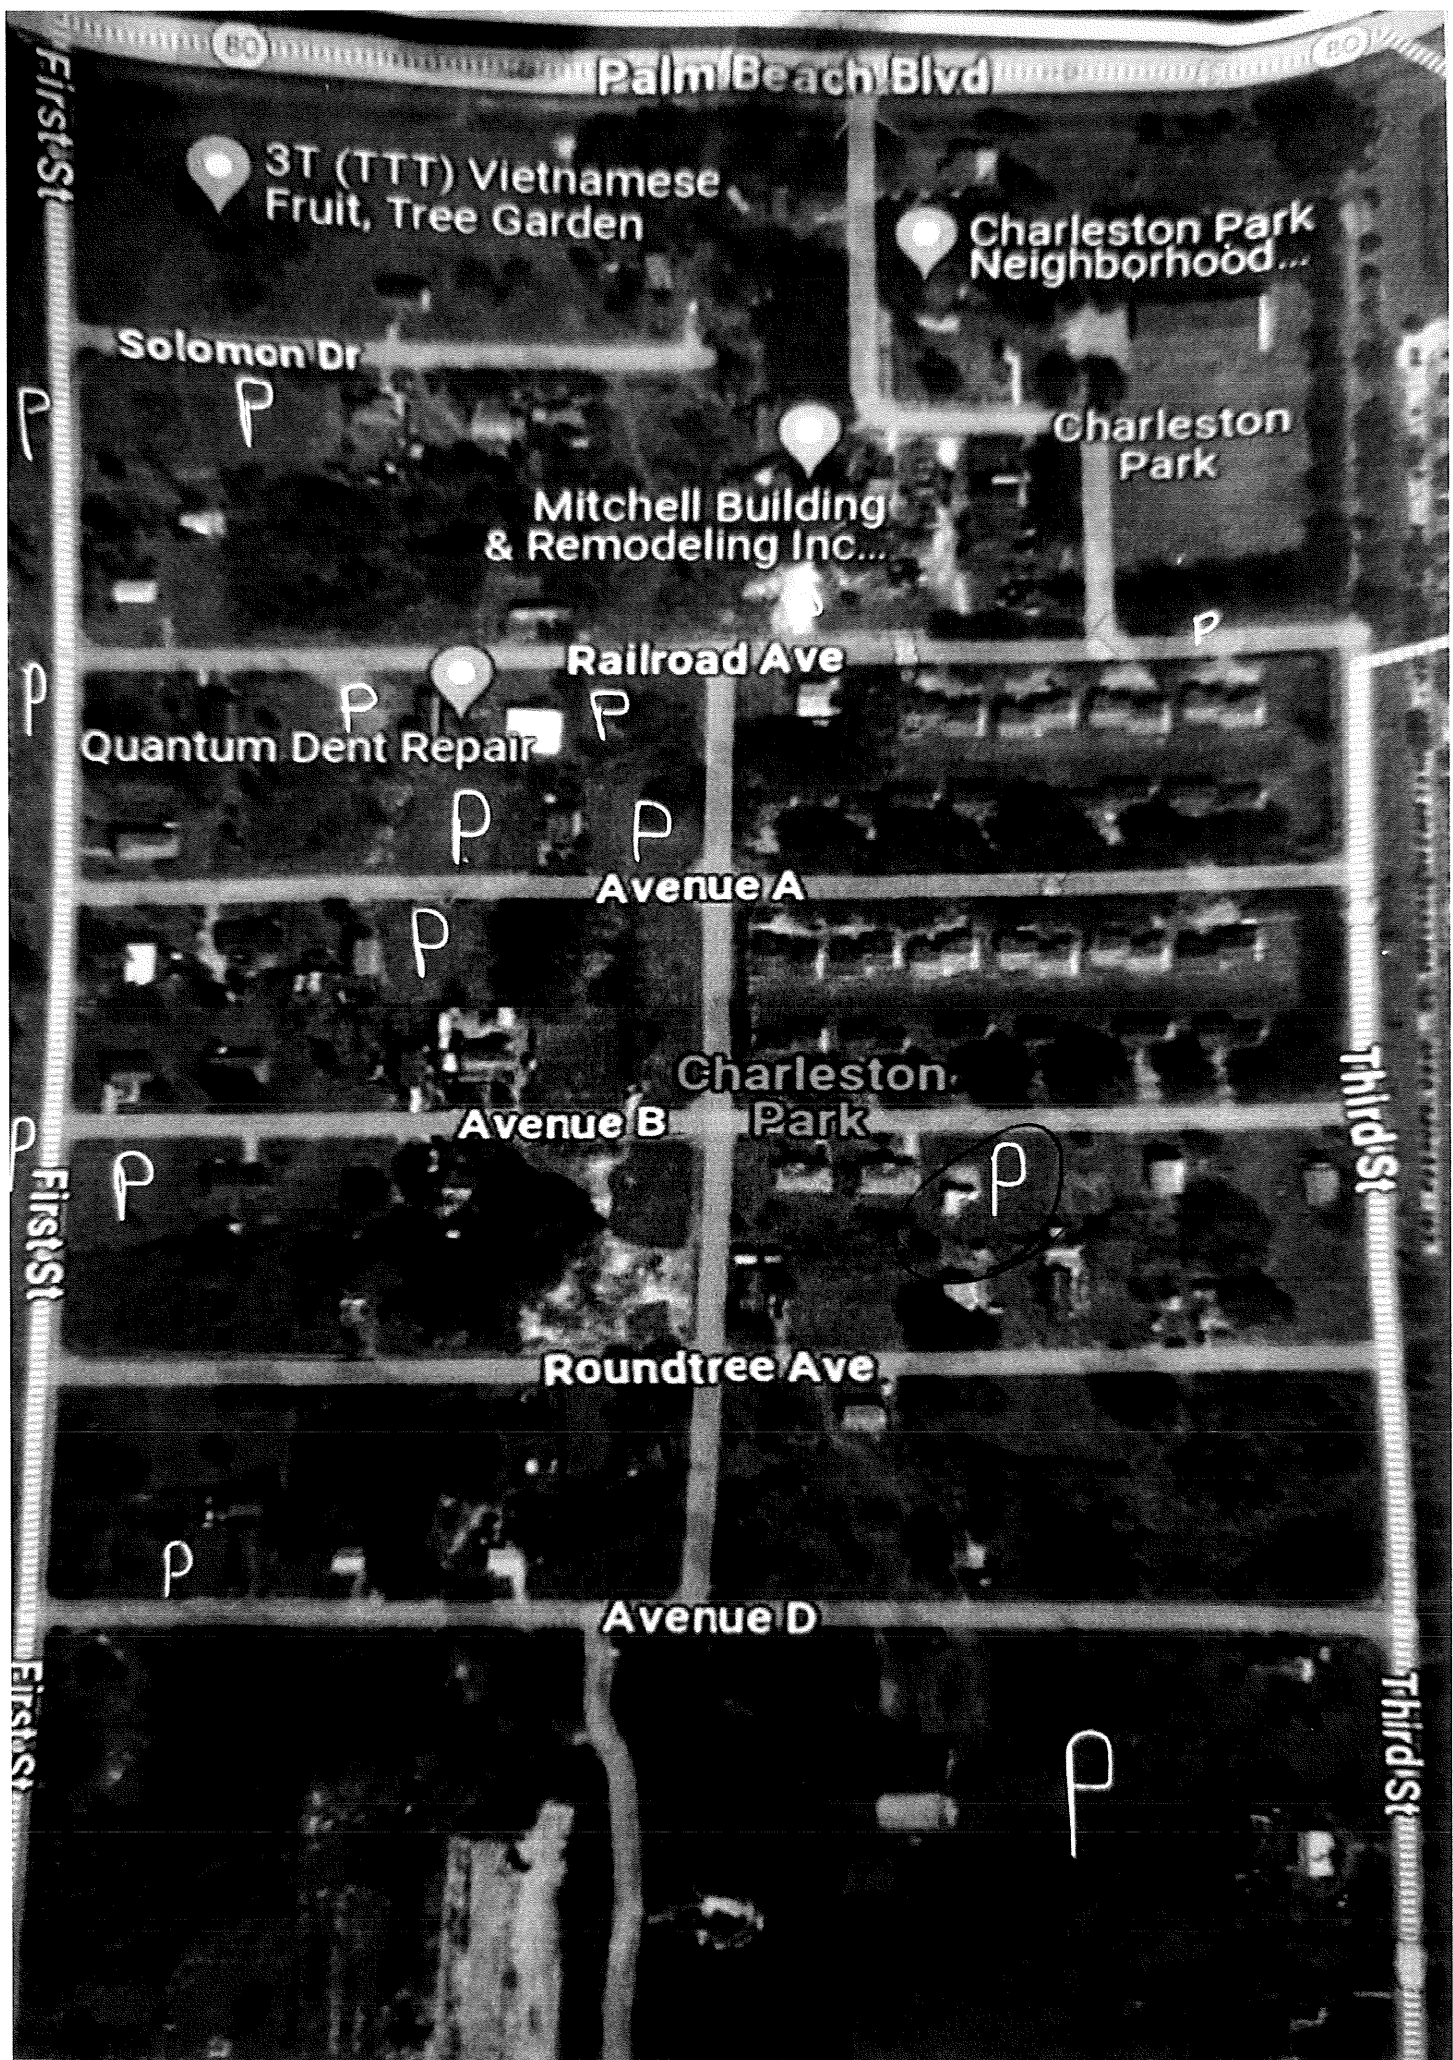 80
80
Palm Beach Blvd
First St
3T (TTT) Vietnamese
Fruit, Tree Garden
Charleston Park
Neighborhood...
Solomon Dr
P
P
Charleston
Park
Mitchell Building
& Remodeling Inc...
P
Railroad Ave
P
P
P
Quantum Dent Repair
P
P
Avenue A
P
Charleston
Park
Avenue B
Third St
P
P
P
First St
Roundtree Ave
P
Avenue D
First St
Third St
P